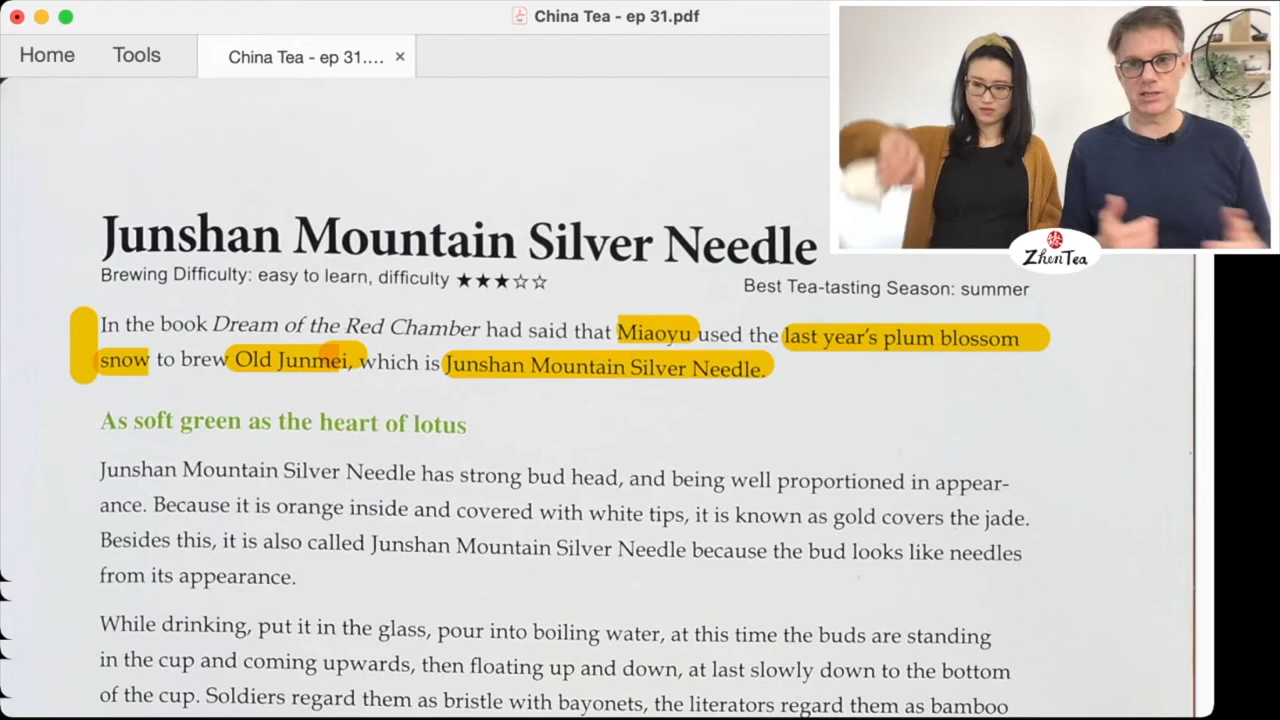 China Tea - ep 31.pdf
Home Tools China Tea - ep 31.... ×
ZhenTea
Junshan Mountain Silver Needle
Brewing Difficulty: easy to learn, difficulty ★★★☆☆ Best Tea-tasting Season: summer
In the book Dream of the Red Chamber had said that Miaoyu used the last year's plum blossom
snow to brew Old Junmei, which is Junshan Mountain Silver Needle.
As soft green as the heart of lotus
Junshan Mountain Silver Needle has strong bud head, and being well proportioned in appear-
ance. Because it is orange inside and covered with white tips, it is known as gold covers the jade.
Besides this, it is also called Junshan Mountain Silver Needle because the bud looks like needles
from its appearance.
While drinking, put it in the glass, pour into boiling water, at this time the buds are standing
in the cup and coming upwards, then floating up and down, at last slowly down to the bottom
of the cup. Soldiers regard them as bristle with bayonets, the literators regard them as bamboo